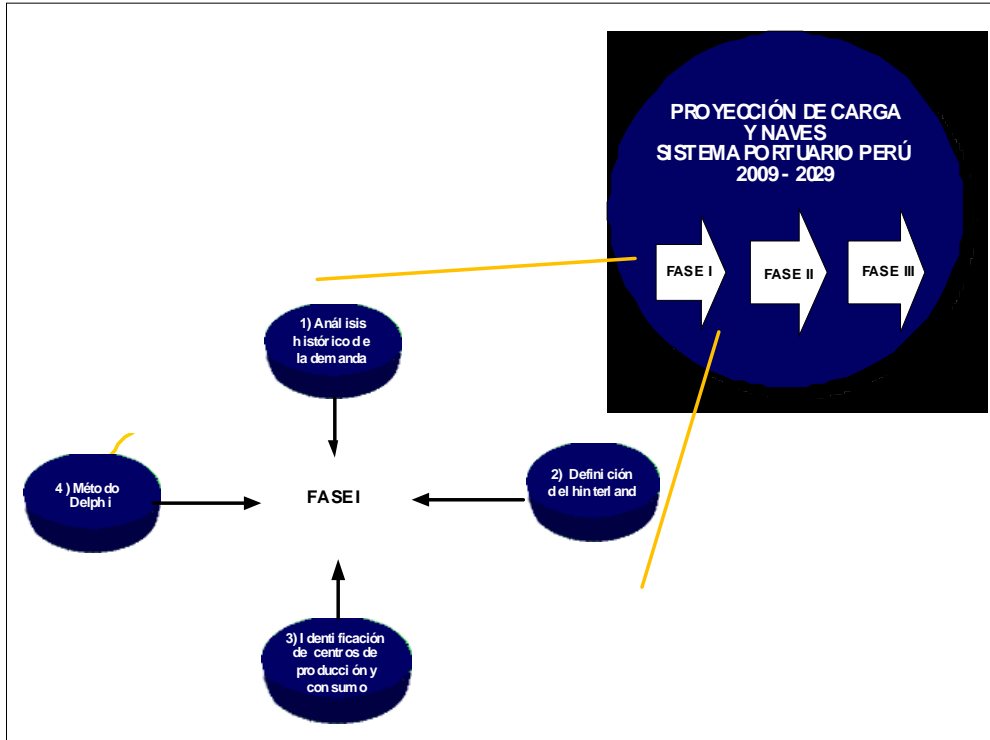 PROYECCIÓN DE CARGA
Y NAVES
SISTEMA PORTUARIO PERÚ
2009 - 2029
FASE I
FASE II
FASE III
1) Análisis
histórico de
la demanda
2) Definición
del hinterland
4) Método
Delphi
FASE I
3) Identificación
de centros de
producción y
consumo